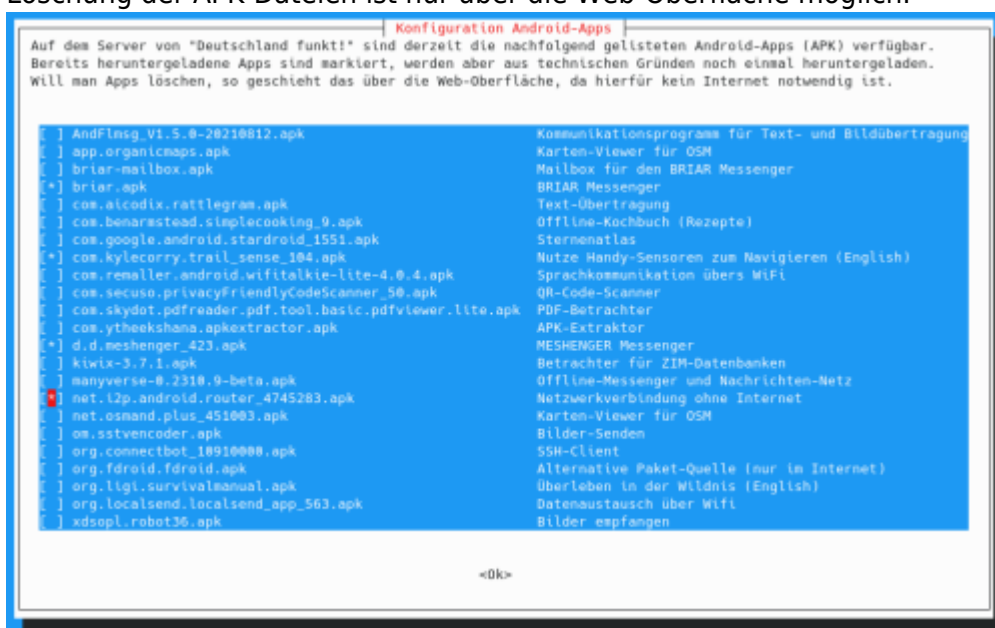 Löschung der APK-Dateien ist nur über die Web-Oberfläche möglich.
Konfiguration Android-Apps
Auf dem Server von "Deutschland funkt!" sind derzeit die nachfolgend gelisteten Android-Apps (APK) verfügbar.
Bereits heruntergeladene Apps sind markiert, werden aber aus technischen Gründen noch einmal heruntergeladen.
Will man Apps löschen, so geschieht das über die Web-Oberfläche, da hierfür kein Internet notwendig ist.
[ ] AndFlmsg_V1.5.0-20210812.apk Kommunikationsprogramm für Text- und Bildübertragung
[ ] app.organicmaps.apk Karten-Viewer für OSM
[ ] briar-mailbox.apk Mailbox für den BRIAR Messenger
[*] briar.apk BRIAR Messenger
[ ] com.aicodix.rattlegram.apk Text-Übertragung
[ ] com.benarmstead.simplecooking_9.apk Offline-Kochbuch (Rezepte)
[ ] com.google.android.stardroid_1551.apk Sternenatlas
[*] com.kylecorry.trail_sense_104.apk Nutze Handy-Sensoren zum Navigieren (English)
[ ] com.remaller.android.wifitalkie-lite-4.0.4.apk Sprachkommunikation übers WiFi
[ ] com.secuso.privacyFriendlyCodeScanner_50.apk QR-Code-Scanner
[ ] com.skydot.pdfreader.pdf.tool.basic.pdfviewer.lite.apk PDF-Betrachter
[ ] com.ytheekshana.apkextractor.apk APK-Extraktor
[*] d.d.meshenger_423.apk MESHENGER Messenger
[ ] kiwix-3.7.1.apk Betrachter für ZIM-Datenbanken
[ ] manyverse-0.2310.9-beta.apk Offline-Messenger und Nachrichten-Netz
[*] net.i2p.android.router_4745283.apk Netzwerkverbindung ohne Internet
[ ] net.osmand.plus_451003.apk Karten-Viewer für OSM
[ ] om.sstvencoder.apk Bilder-Senden
[ ] org.connectbot_10910000.apk SSH-Client
[ ] org.fdroid.fdroid.apk Alternative Paket-Quelle (nur im Internet)
[ ] org.ligi.survivalmanual.apk Überleben in der Wildnis (English)
[ ] org.localsend.localsend_app_563.apk Datenaustausch über Wifi
[ ] xdsopl.robot36.apk Bilder empfangen
<Ok>